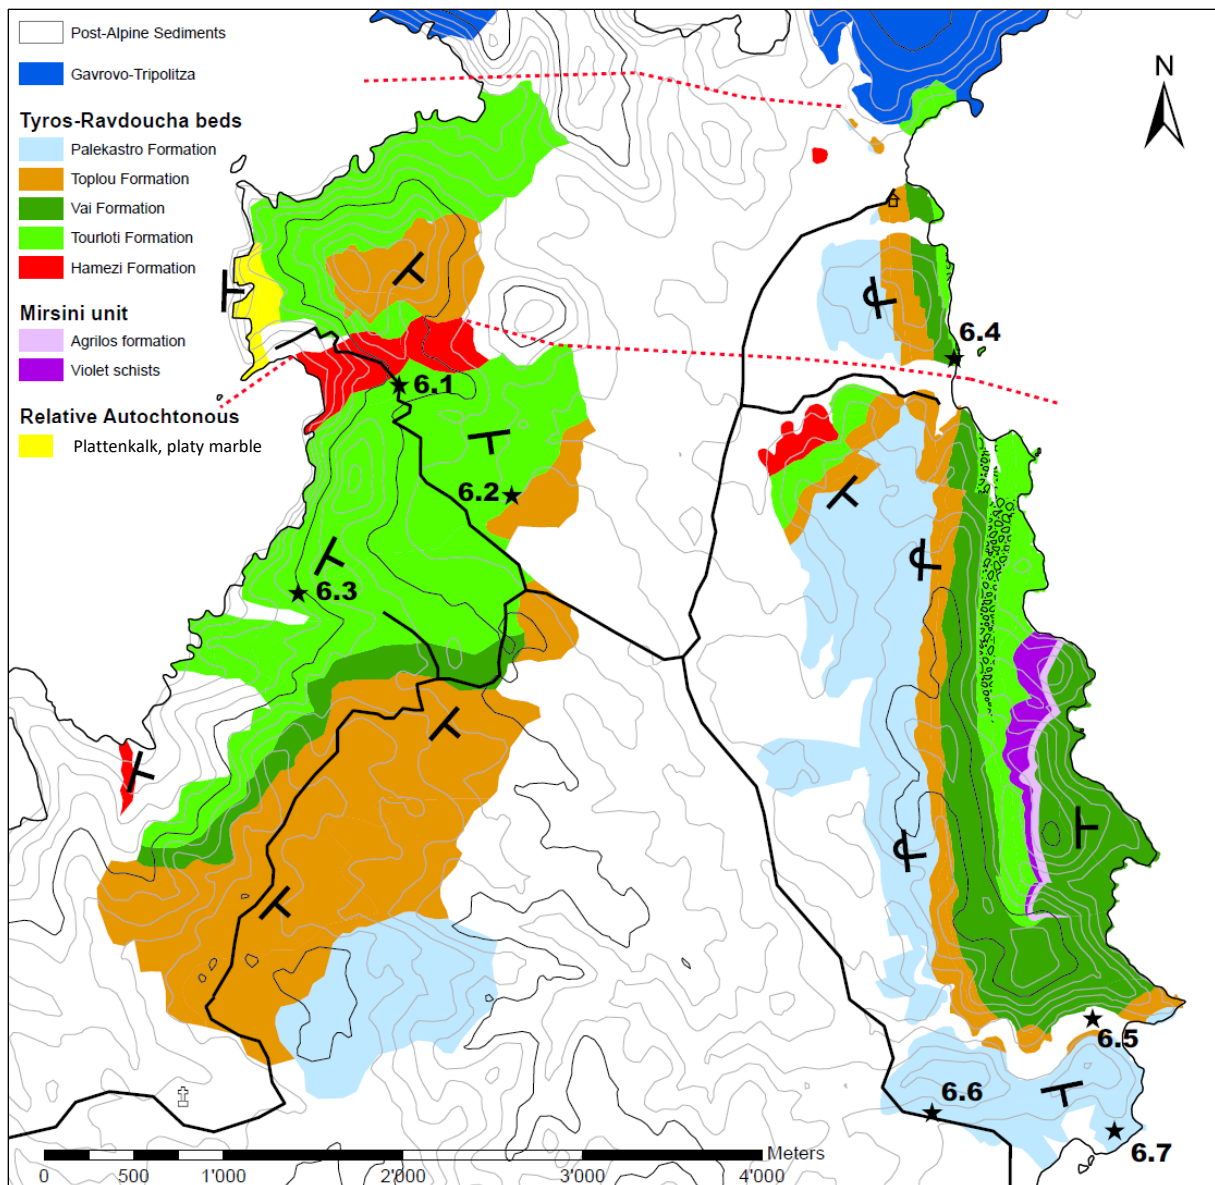 Post-Alpine Sediments
Gavrovo-Tripolitza
Tyros-Ravdoucha beds
Palekastro Formation
Toplou Formation
Vai Formation
Tourloti Formation
Hamezi Formation
Mirsini unit
Agrilos formation
Violet schists
Relative Autochtonous
Plattenkalk, platy marble
N
6.4
6.1
6.2
6.3
6.5
6.6
6.7
Meters
0 500 1'000 2'000 3'000 4'000